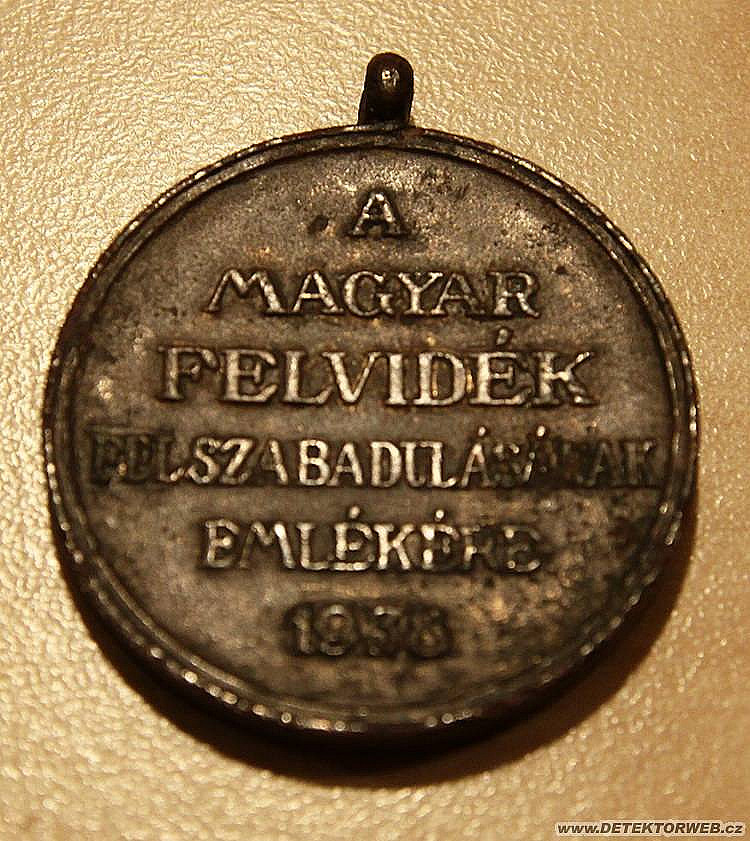 A
MAGYAR
FELVIDÉK
FELSZABADULÁSÁNAK
EMLÉKÉRE
1938
www.DETEKTORWEB.cz